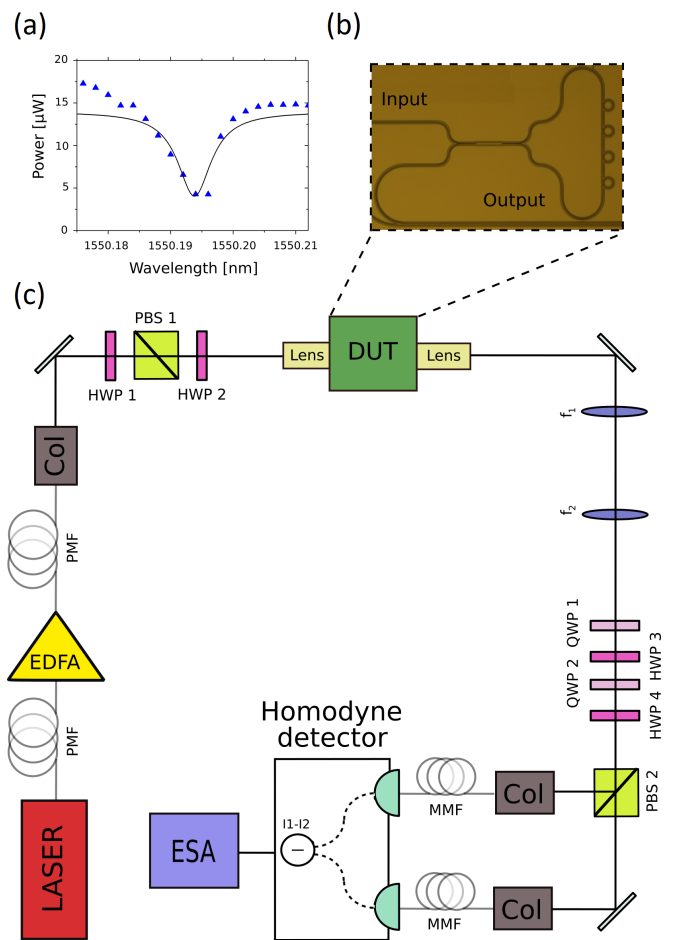 (a)
(b)
20
15
10
5
0
Power [µW]
1550.18
1550.19
1550.20
1550.21
Wavelength [nm]
Input
Output
(c)
PBS 1
HWP 1
HWP 2
Lens
DUT
Lens
Col
f1
f2
PMF
EDFA
PMF
LASER
QWP 1
HWP 3
QWP 2
HWP 4
PBS 2
Homodyne
detector
I1-I2
−
ESA
MMF
Col
MMF
Col